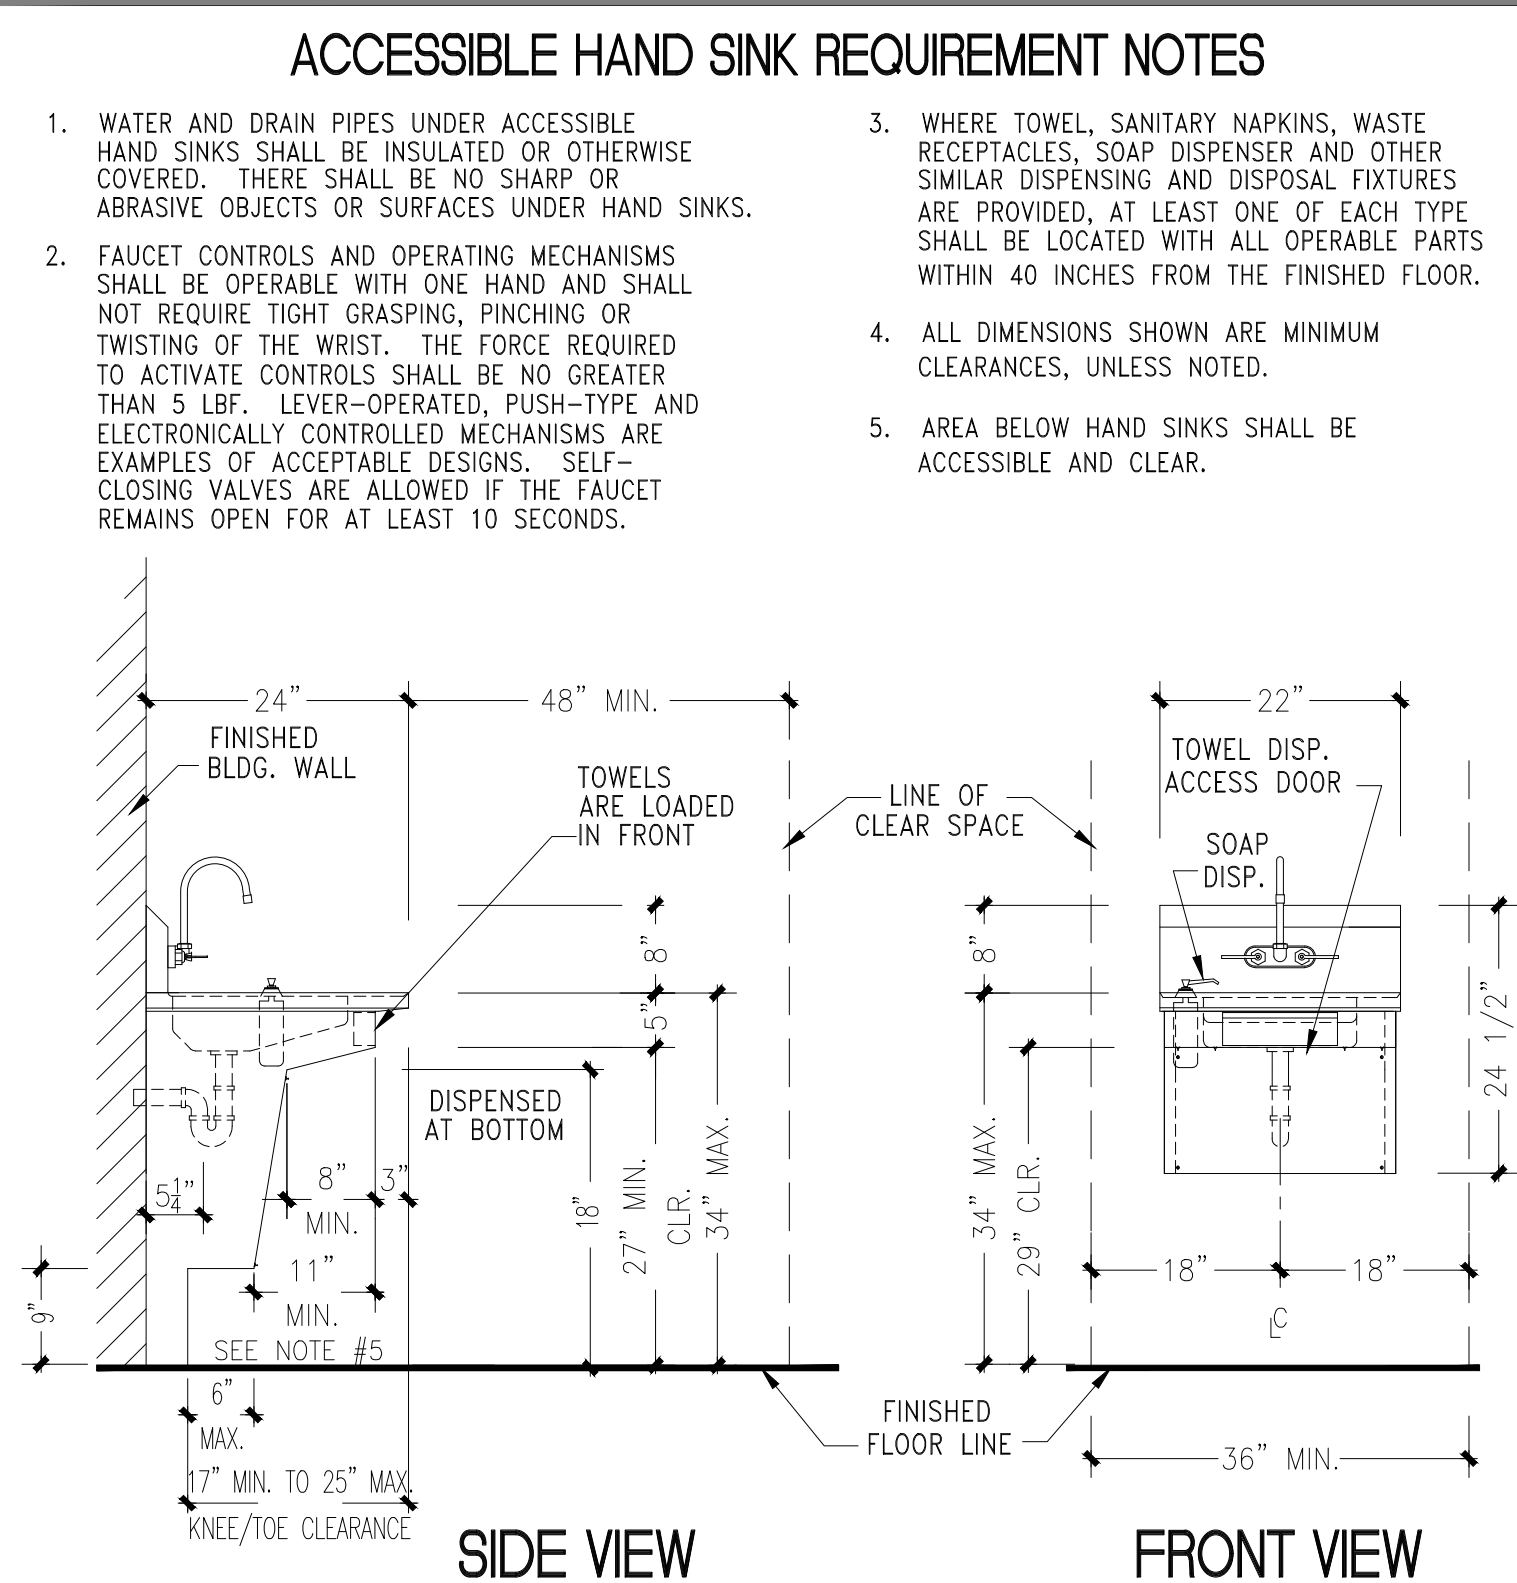 ACCESSIBLE HAND SINK REQUIREMENT NOTES
1. WATER AND DRAIN PIPES UNDER ACCESSIBLE
HAND SINKS SHALL BE INSULATED OR OTHERWISE
COVERED. THERE SHALL BE NO SHARP OR
ABRASIVE OBJECTS OR SURFACES UNDER HAND SINKS.
2. FAUCET CONTROLS AND OPERATING MECHANISMS
SHALL BE OPERABLE WITH ONE HAND AND SHALL
NOT REQUIRE TIGHT GRASPING, PINCHING OR
TWISTING OF THE WRIST. THE FORCE REQUIRED
TO ACTIVATE CONTROLS SHALL BE NO GREATER
THAN 5 LBF. LEVER-OPERATED, PUSH-TYPE AND
ELECTRONICALLY CONTROLLED MECHANISMS ARE
EXAMPLES OF ACCEPTABLE DESIGNS. SELF-
CLOSING VALVES ARE ALLOWED IF THE FAUCET
REMAINS OPEN FOR AT LEAST 10 SECONDS.
3. WHERE TOWEL, SANITARY NAPKINS, WASTE
RECEPTACLES, SOAP DISPENSER AND OTHER
SIMILAR DISPENSING AND DISPOSAL FIXTURES
ARE PROVIDED, AT LEAST ONE OF EACH TYPE
SHALL BE LOCATED WITH ALL OPERABLE PARTS
WITHIN 40 INCHES FROM THE FINISHED FLOOR.
4. ALL DIMENSIONS SHOWN ARE MINIMUM
CLEARANCES, UNLESS NOTED.
5. AREA BELOW HAND SINKS SHALL BE
ACCESSIBLE AND CLEAR.
24"
48" MIN.
FINISHED
BLDG. WALL
TOWELS
ARE LOADED
IN FRONT
LINE OF
CLEAR SPACE
8"
5"
DISPENSED
AT BOTTOM
18"
27" MIN.
CLR.
34" MAX.
5 1/4"
8"
MIN.
3"
11"
MIN.
9"
SEE NOTE #5
6"
MAX.
17" MIN. TO 25" MAX.
KNEE/TOE CLEARANCE
SIDE VIEW
22"
TOWEL DISP.
ACCESS DOOR
SOAP
DISP.
8"
34" MAX.
29" CLR.
24 1/2"
18"
18"
CL
FINISHED
FLOOR LINE
36" MIN.
FRONT VIEW